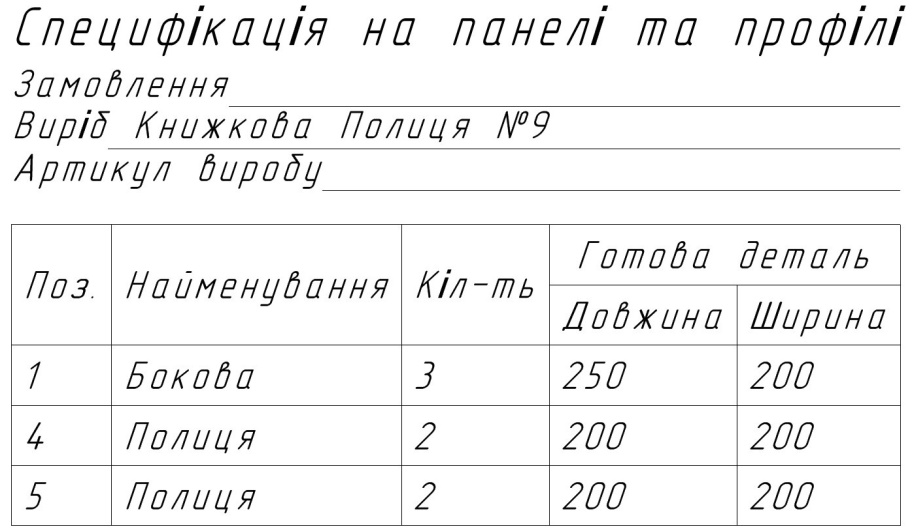 Специфікація на панелі та профілі
Замовлення
Виріб Книжкова Полиця №9
Артикул виробу
Поз. Найменування Кіл-ть Готова деталь
Довжина Ширина
1 Бокова 3 250 200
4 Полиця 2 200 200
5 Полиця 2 200 200